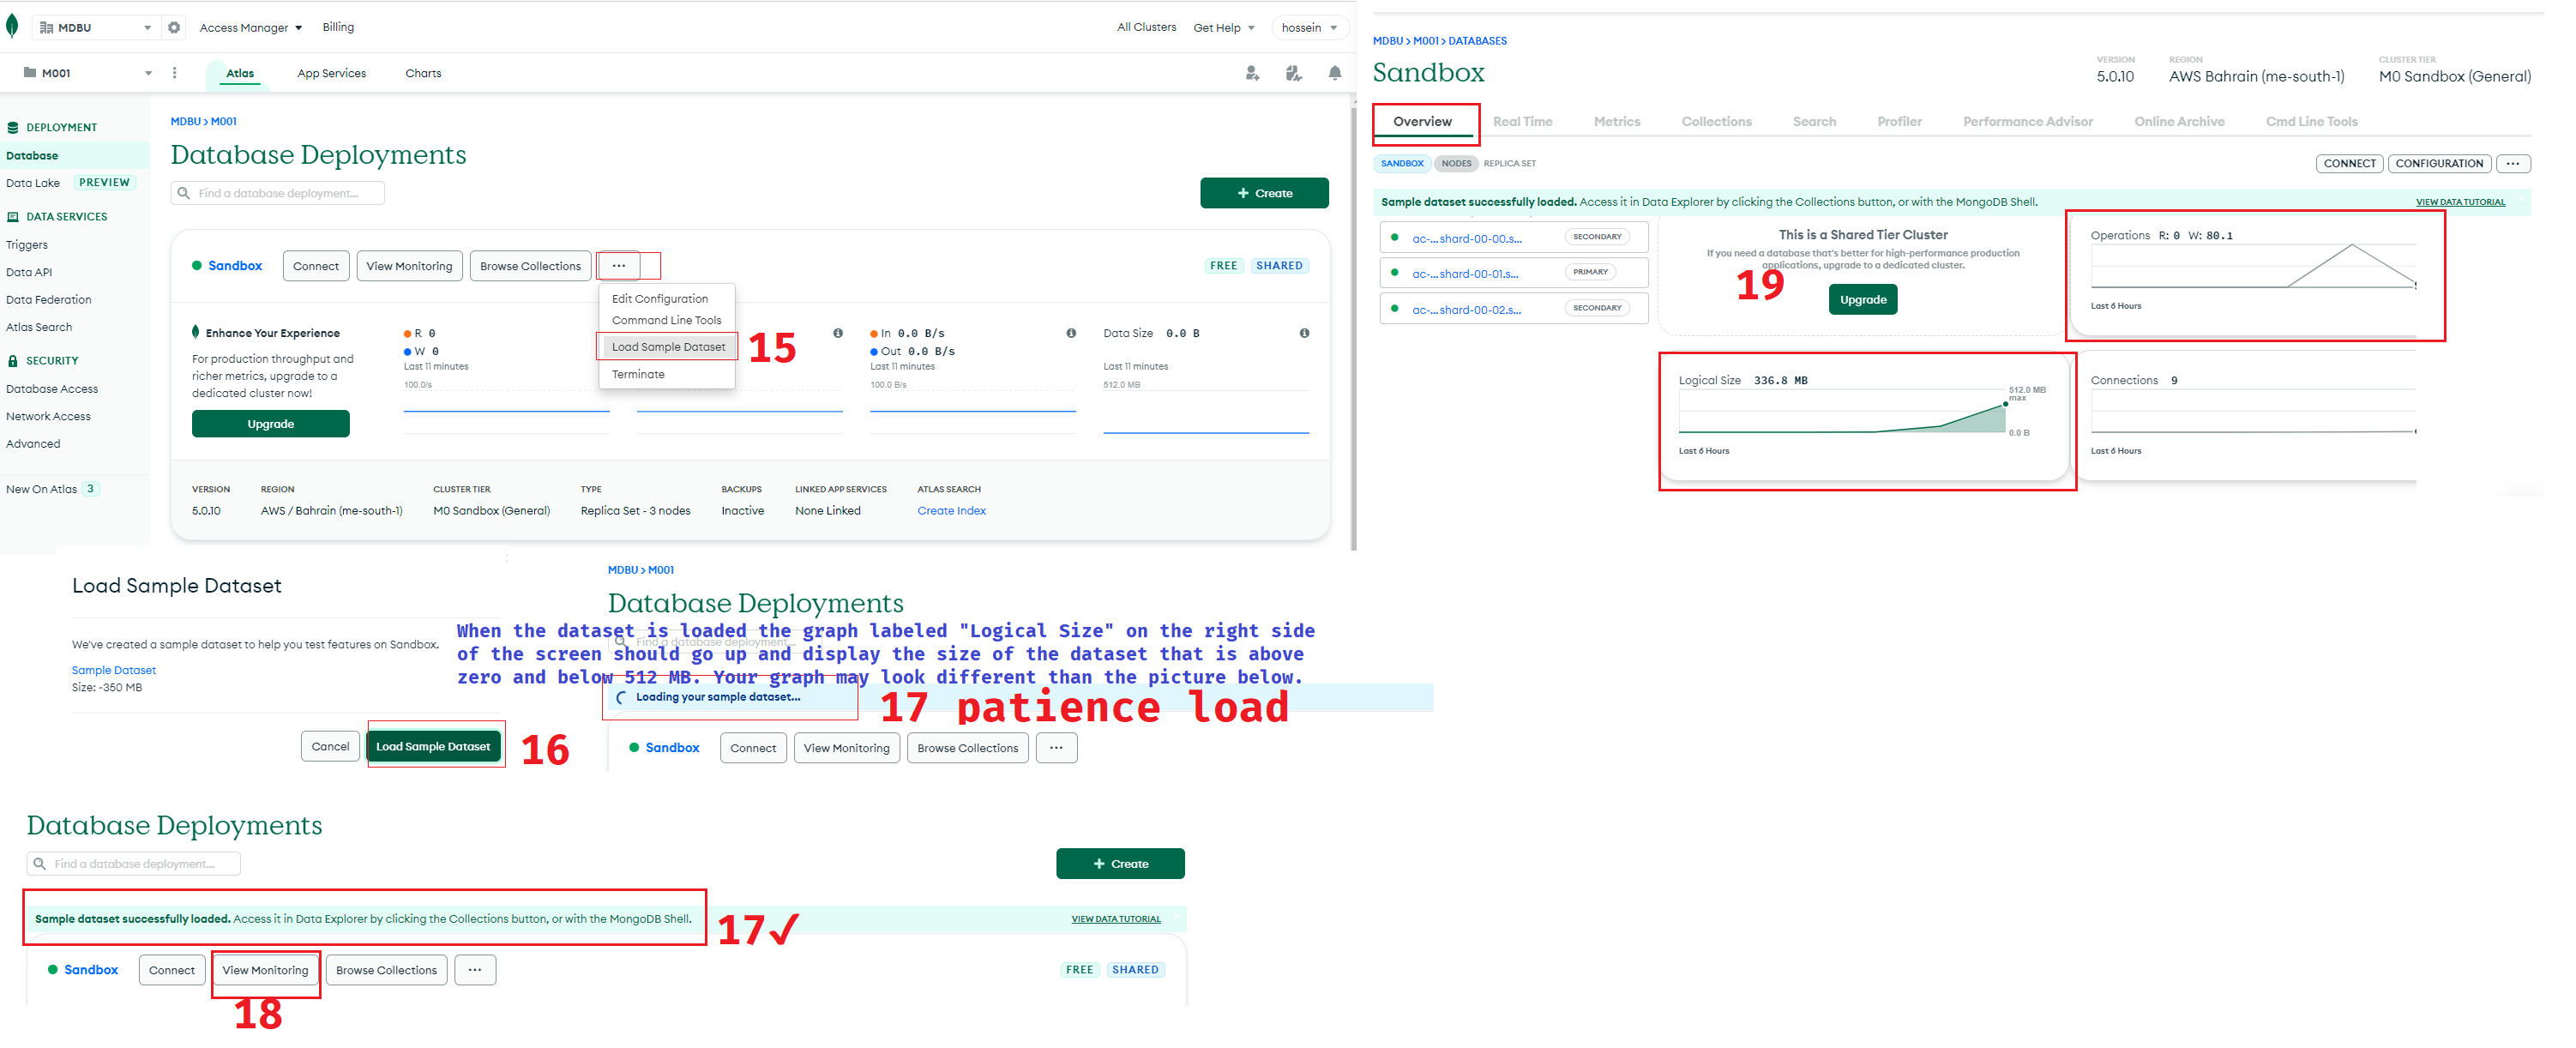 MDBU
Access Manager
Billing
All Clusters
Get Help
hossein
M001
Atlas
App Services
Charts
DEPLOYMENT
Database
Data Lake PREVIEW
DATA SERVICES
Triggers
Data API
Data Federation
Atlas Search
SECURITY
Database Access
Network Access
Advanced
New On Atlas 3
MDBU > M001
Database Deployments
Find a database deployment...
+ Create
Sandbox
Connect
View Monitoring
Browse Collections
...
FREE
SHARED
Edit Configuration
Command Line Tools
Load Sample Dataset
Terminate
15
Enhance Your Experience
For production throughput and
richer metrics, upgrade to a
dedicated cluster now!
Upgrade
R 0
W 0
Last 11 minutes
100.0/s
In 0.0 B/s
Out 0.0 B/s
Last 11 minutes
100.0 B/s
Data Size 0.0 B
Last 11 minutes
512.0 MB
VERSION
REGION
CLUSTER TIER
TYPE
BACKUPS
LINKED APP SERVICES
ATLAS SEARCH
5.0.10
AWS / Bahrain (me-south-1)
M0 Sandbox (General)
Replica Set - 3 nodes
Inactive
None Linked
Create Index
MDBU > M001 > DATABASES
Sandbox
VERSION
5.0.10
REGION
AWS Bahrain (me-south-1)
CLUSTER TIER
M0 Sandbox (General)
Overview
Real Time
Metrics
Collections
Search
Profiler
Performance Advisor
Online Archive
Cmd Line Tools
SANDBOX
NODES
REPLICA SET
CONNECT
CONFIGURATION
...
Sample dataset successfully loaded. Access it in Data Explorer by clicking the Collections button, or with the MongoDB Shell.
VIEW DATA TUTORIAL
ac-...shard-00-00.s...
SECONDARY
ac-...shard-00-01.s...
PRIMARY
ac-...shard-00-02.s...
SECONDARY
This is a Shared Tier Cluster
If you need a database that's better for high-performance production
applications, upgrade to a dedicated cluster.
19
Upgrade
Operations R: 0 W: 80.1
Last 6 Hours
Logical Size 336.8 MB
512.0 MB
max
0.0 B
Last 6 Hours
Connections 9
Last 6 Hours
Load Sample Dataset
We've created a sample dataset to help you test features on Sandbox.
Sample Dataset
Size: ~350 MB
Cancel
Load Sample Dataset
16
MDBU > M001
Database Deployments
Find a database deployment...
When the dataset is loaded the graph labeled "Logical Size" on the right side
of the screen should go up and display the size of the dataset that is above
zero and below 512 MB. Your graph may look different than the picture below.
Loading your sample dataset...
17 patience load
Sandbox
Connect
View Monitoring
Browse Collections
...
Database Deployments
Find a database deployment...
+ Create
Sample dataset successfully loaded. Access it in Data Explorer by clicking the Collections button, or with the MongoDB Shell.
17✓
VIEW DATA TUTORIAL
Sandbox
Connect
View Monitoring
Browse Collections
...
FREE
SHARED
18